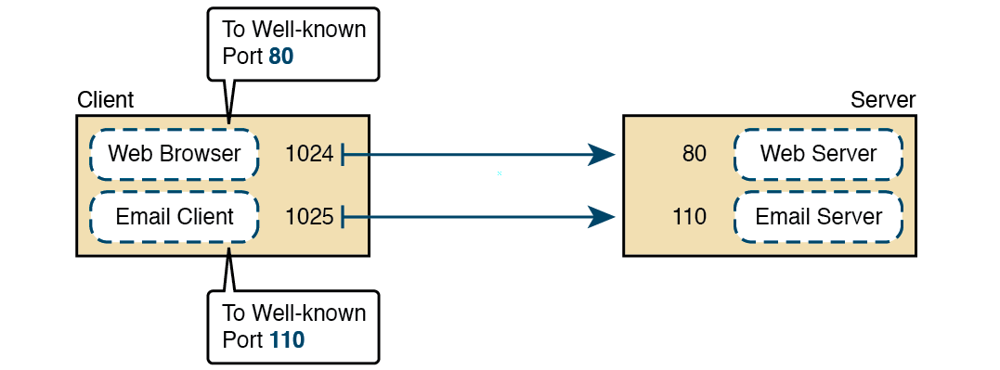 To Well-known
Port 80
Client
Server
Web Browser
1024
80
Web Server
Email Client
1025
110
Email Server
To Well-known
Port 110